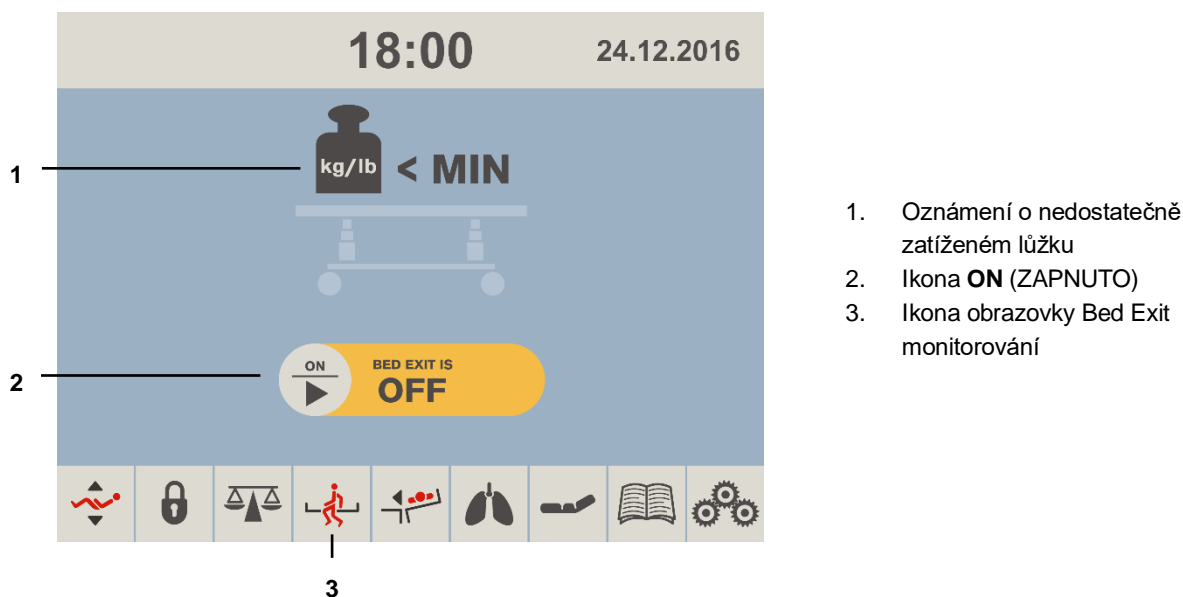 18:00 24.12.2016
kg/lb < MIN
1
1. Oznámení o nedostatečně
zatíženém lůžku
2. Ikona ON (ZAPNUTO)
3. Ikona obrazovky Bed Exit
monitorování
ON BED EXIT IS
OFF
2
3